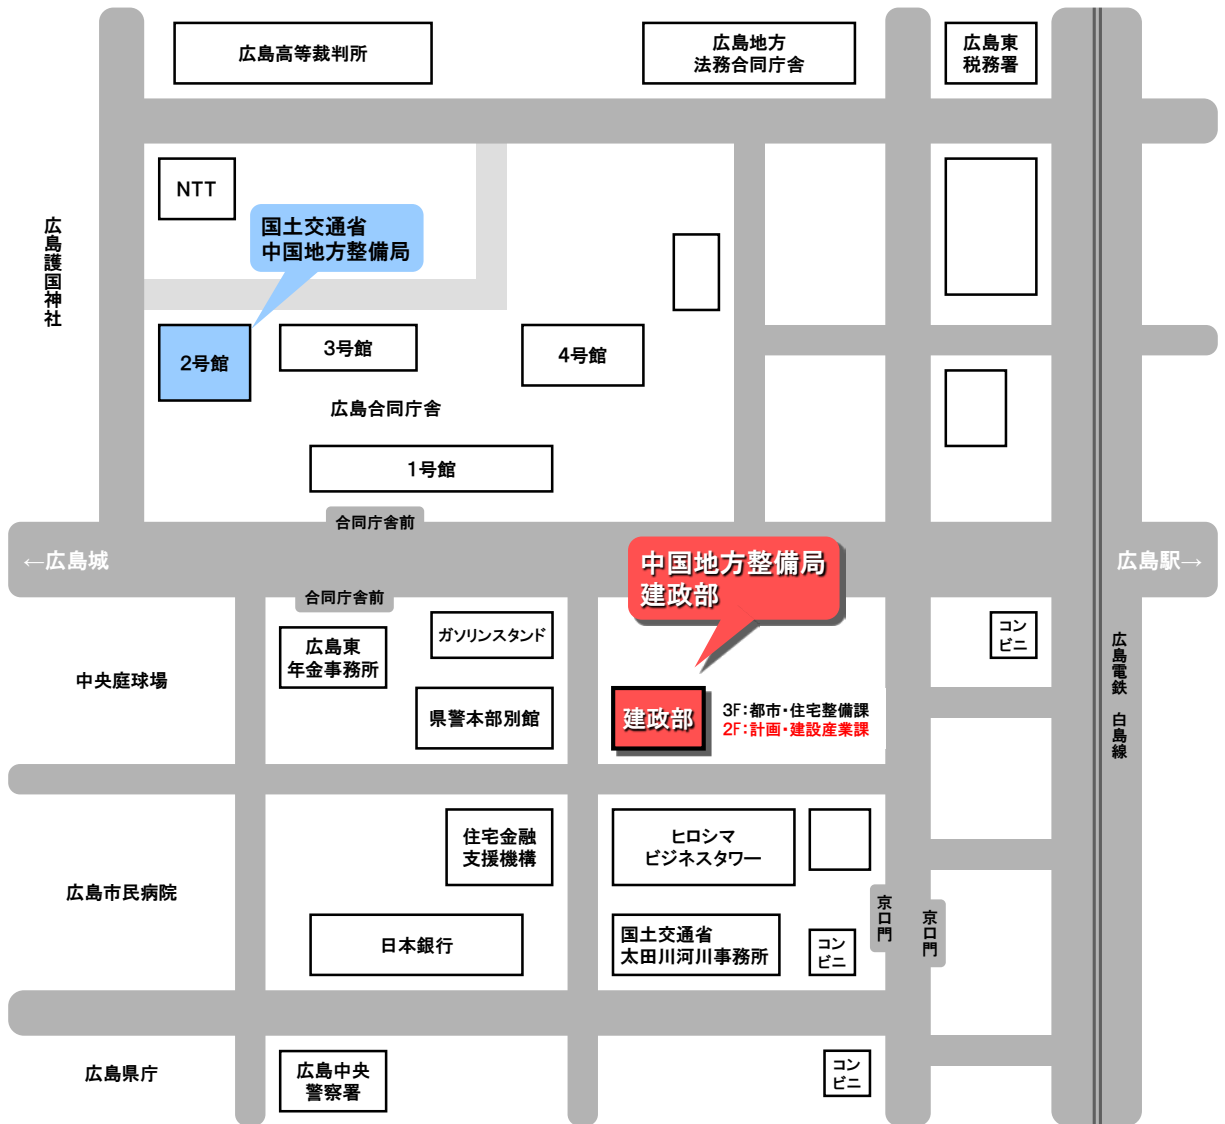 広島高等裁判所
広島地方
法務合同庁舎
広島東
税務署
NTT
国土交通省
中国地方整備局
広島護国神社
2号館
3号館
4号館
広島合同庁舎
1号館
合同庁舎前
←広島城
中国地方整備局
建政部
広島駅→
合同庁舎前
広島東
年金事務所
ガソリンスタンド
コン
ビニ
中央庭球場
県警本部別館
建政部
3F:都市・住宅整備課
2F:計画・建設産業課
広島電鉄 白島線
住宅金融
支援機構
ヒロシマ
ビジネスタワー
広島市民病院
京口門
京口門
日本銀行
国土交通省
太田川河川事務所
コン
ビニ
広島県庁
広島中央
警察署
コン
ビニ